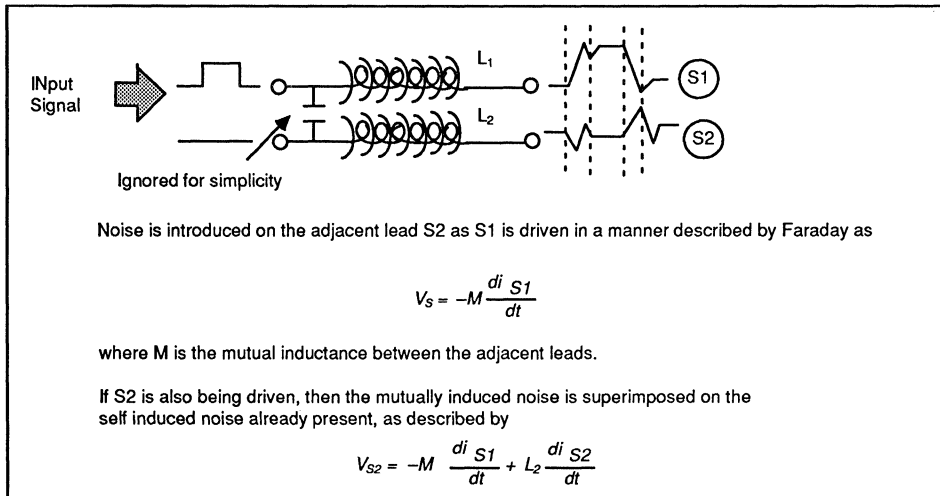 INput
Signal
L1
S1
L2
S2
Ignored for simplicity
Noise is introduced on the adjacent lead S2 as S1 is driven in a manner described by Faraday as
VS = −M di S1 / dt
where M is the mutual inductance between the adjacent leads.
If S2 is also being driven, then the mutually induced noise is superimposed on the
self induced noise already present, as described by
VS2 = −M di S1 / dt + L2 di S2 / dt